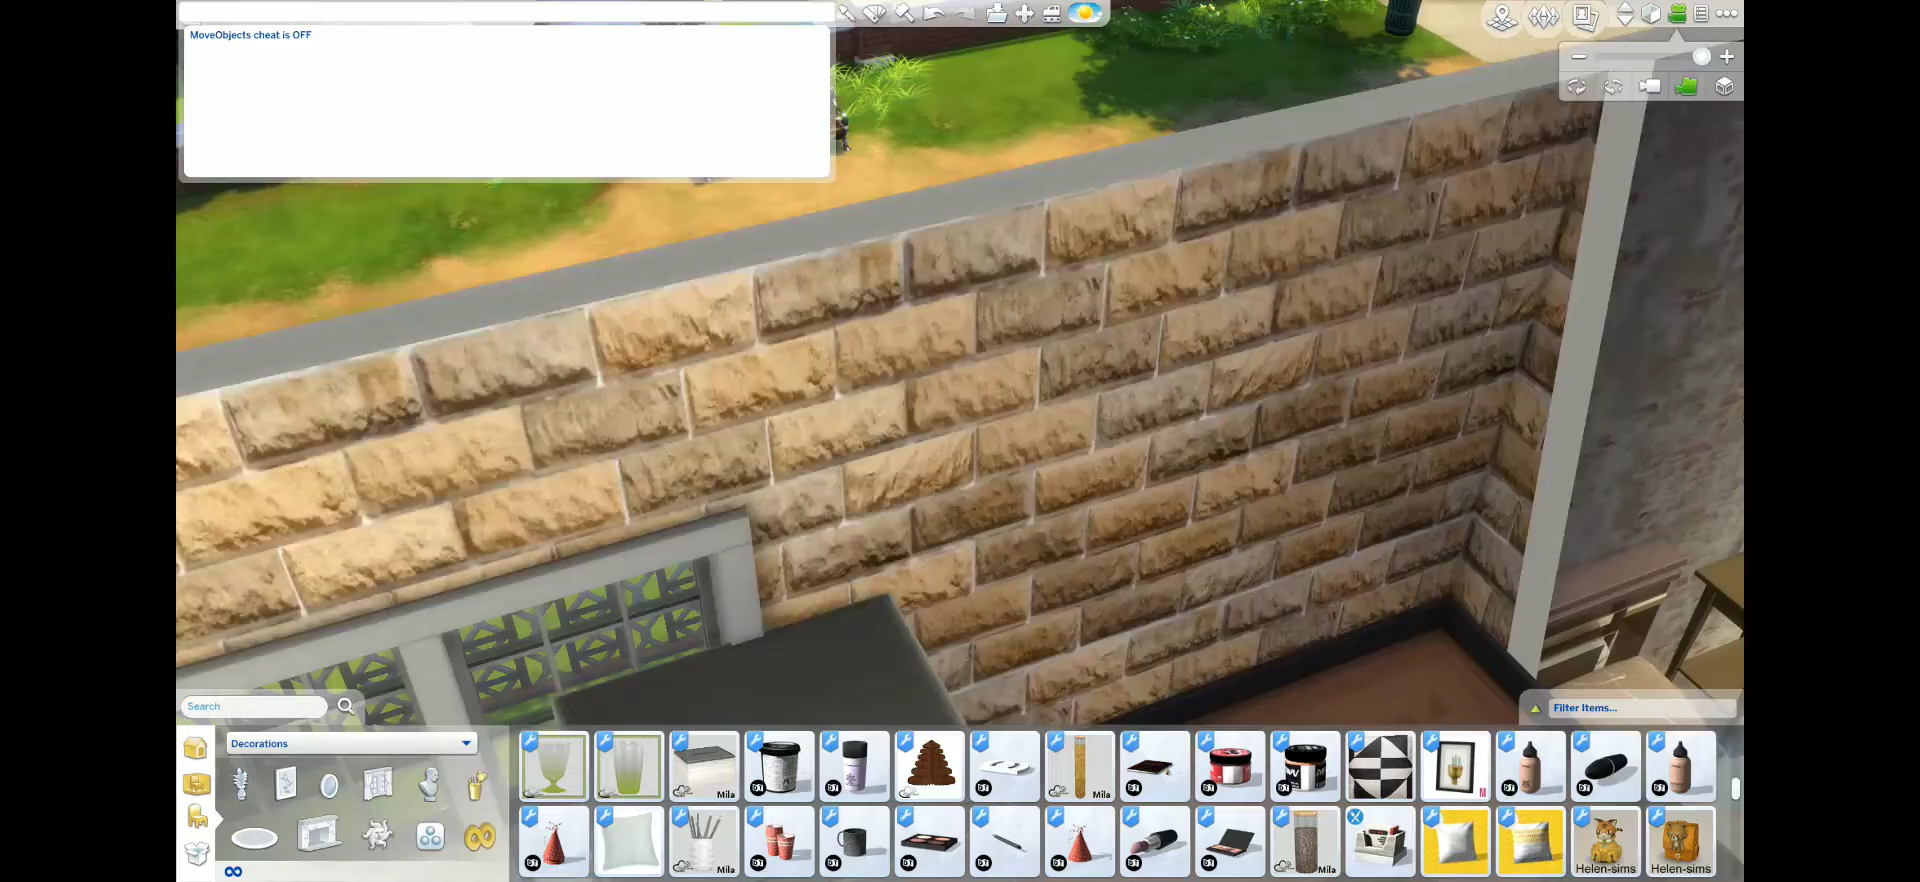 MoveObjects cheat is OFF
Search
Filter Items...
Decorations
Mila
Mila
M
Mila
Mila
Helen-sims
Helen-sims